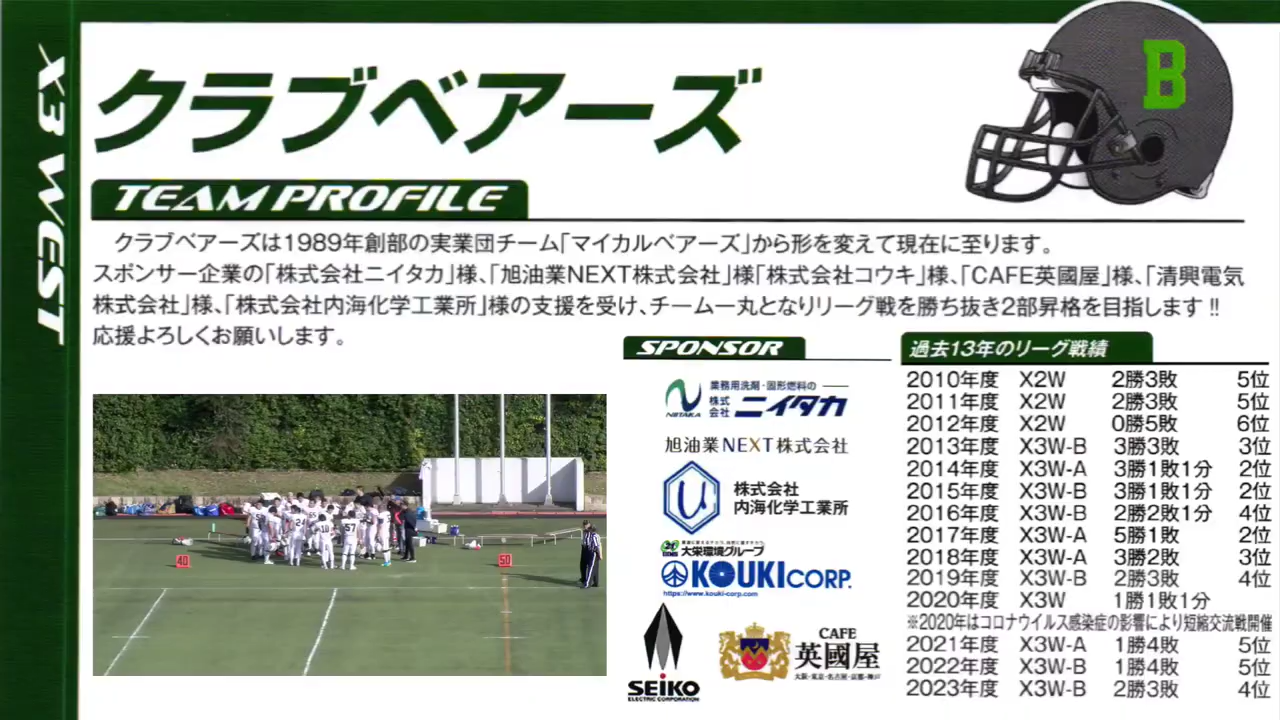 X3 WEST
クラブベアーズ
B
TEAM PROFILE
クラブベアーズは1989年創部の実業団チーム「マイカルベアーズ」から形を変えて現在に至ります。
スポンサー企業の「株式会社ニイタカ」様、「旭油業NEXT株式会社」様「株式会社コウキ」様、「CAFE英國屋」様、「清興電気
株式会社」様、「株式会社内海化学工業所」様の支援を受け、チーム一丸となりリーグ戦を勝ち抜き2部昇格を目指します!!
応援よろしくお願いします。
40
50
24
18
57
SPONSOR
業務用洗剤・固形燃料の
NIITAKA
株式会社 ニイタカ
旭油業NEXT株式会社
株式会社
内海化学工業所
大栄環境グループ
KOUKI CORP.
https://www.kouki-corp.com
SEIKO
ELECTRIC CORPORATION
CAFE
英國屋
大阪・東京・名古屋・京都・神戸
過去13年のリーグ戦績
2010年度 X2W 2勝3敗 5位
2011年度 X2W 2勝3敗 5位
2012年度 X2W 0勝5敗 6位
2013年度 X3W-B 3勝3敗 3位
2014年度 X3W-A 3勝1敗1分 2位
2015年度 X3W-B 3勝1敗1分 2位
2016年度 X3W-B 2勝2敗1分 4位
2017年度 X3W-A 5勝1敗 2位
2018年度 X3W-A 3勝2敗 3位
2019年度 X3W-B 2勝3敗 4位
2020年度 X3W 1勝1敗1分
※2020年はコロナウイルス感染症の影響により短縮交流戦開催
2021年度 X3W-A 1勝4敗 5位
2022年度 X3W-B 1勝4敗 5位
2023年度 X3W-B 2勝3敗 4位